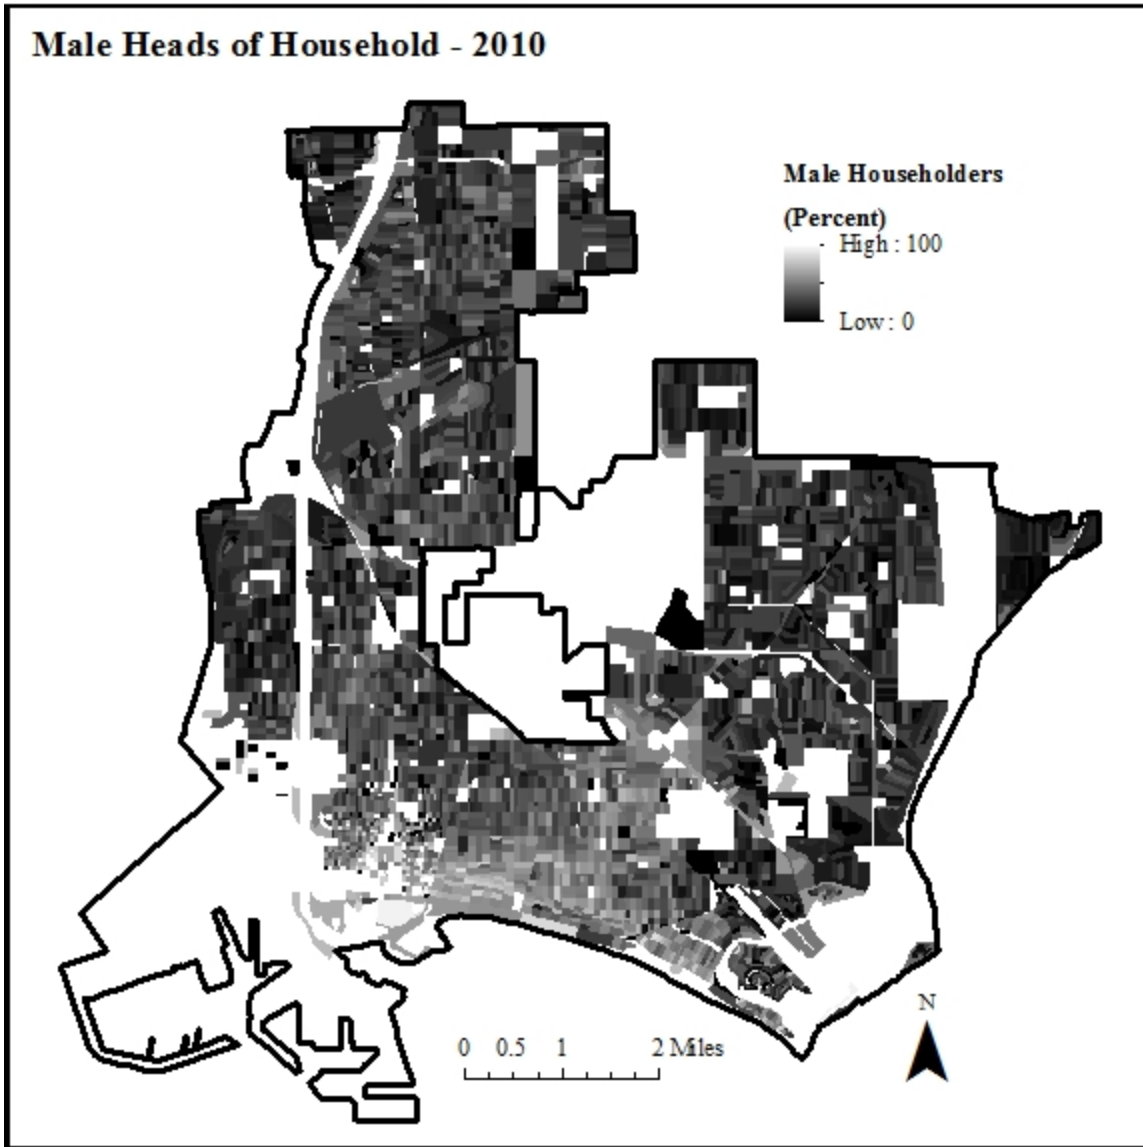 Male Heads of Household - 2010
Male Householders
(Percent)
High : 100
Low : 0
N
0 0.5 1 2 Miles